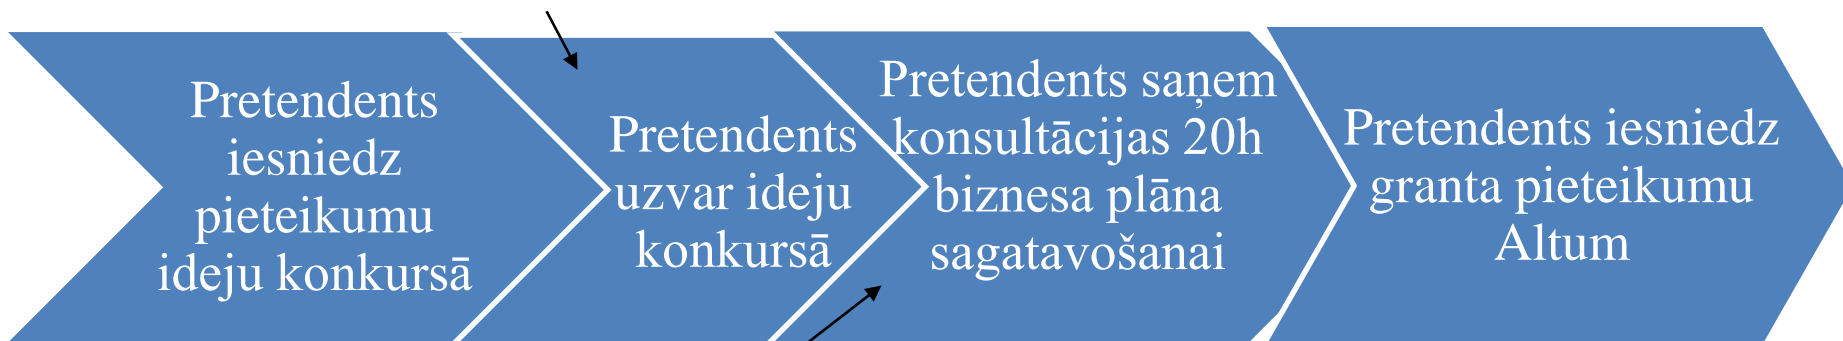 Pretendents
iesniedz
pieteikumu
ideju konkursā
Pretendents
uzvar ideju
konkursā
Pretendents saņem
konsultācijas 20h
biznesa plāna
sagatavošanai
Pretendents iesniedz
granta pieteikumu
Altum